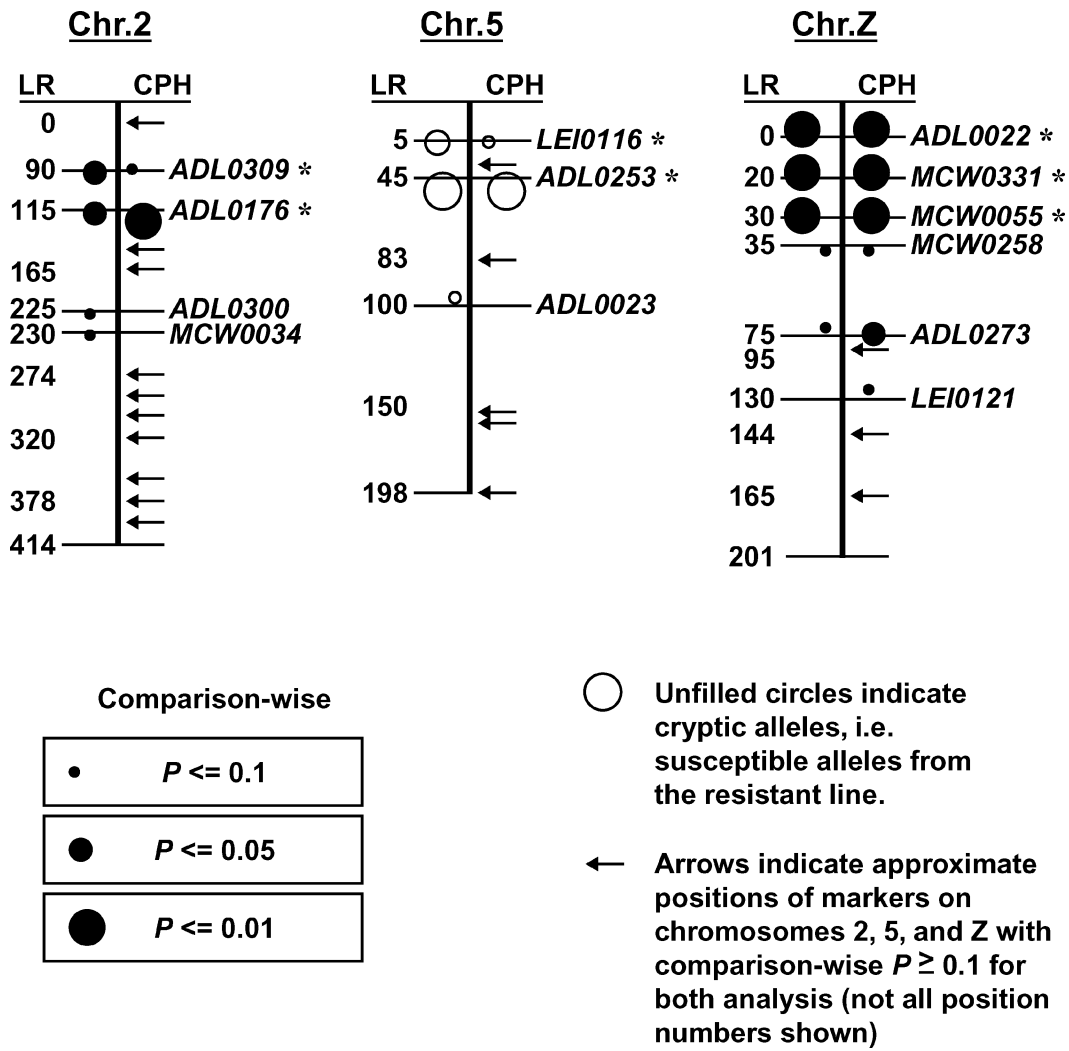 Chr.2
LR CPH
0
90 ADL0309 *
115 ADL0176 *
165
225 ADL0300
230 MCW0034
274
320
378
414
Chr.5
LR CPH
5 LEI0116 *
45 ADL0253 *
83
100 ADL0023
150
198
Chr.Z
LR CPH
0 ADL0022 *
20 MCW0331 *
30 MCW0055 *
35 MCW0258
75 ADL0273
95
130 LEI0121
144
165
201
Comparison-wise
P <= 0.1
P <= 0.05
P <= 0.01
Unfilled circles indicate
cryptic alleles, i.e.
susceptible alleles from
the resistant line.
Arrows indicate approximate
positions of markers on
chromosomes 2, 5, and Z with
comparison-wise P ≥ 0.1 for
both analysis (not all position
numbers shown)